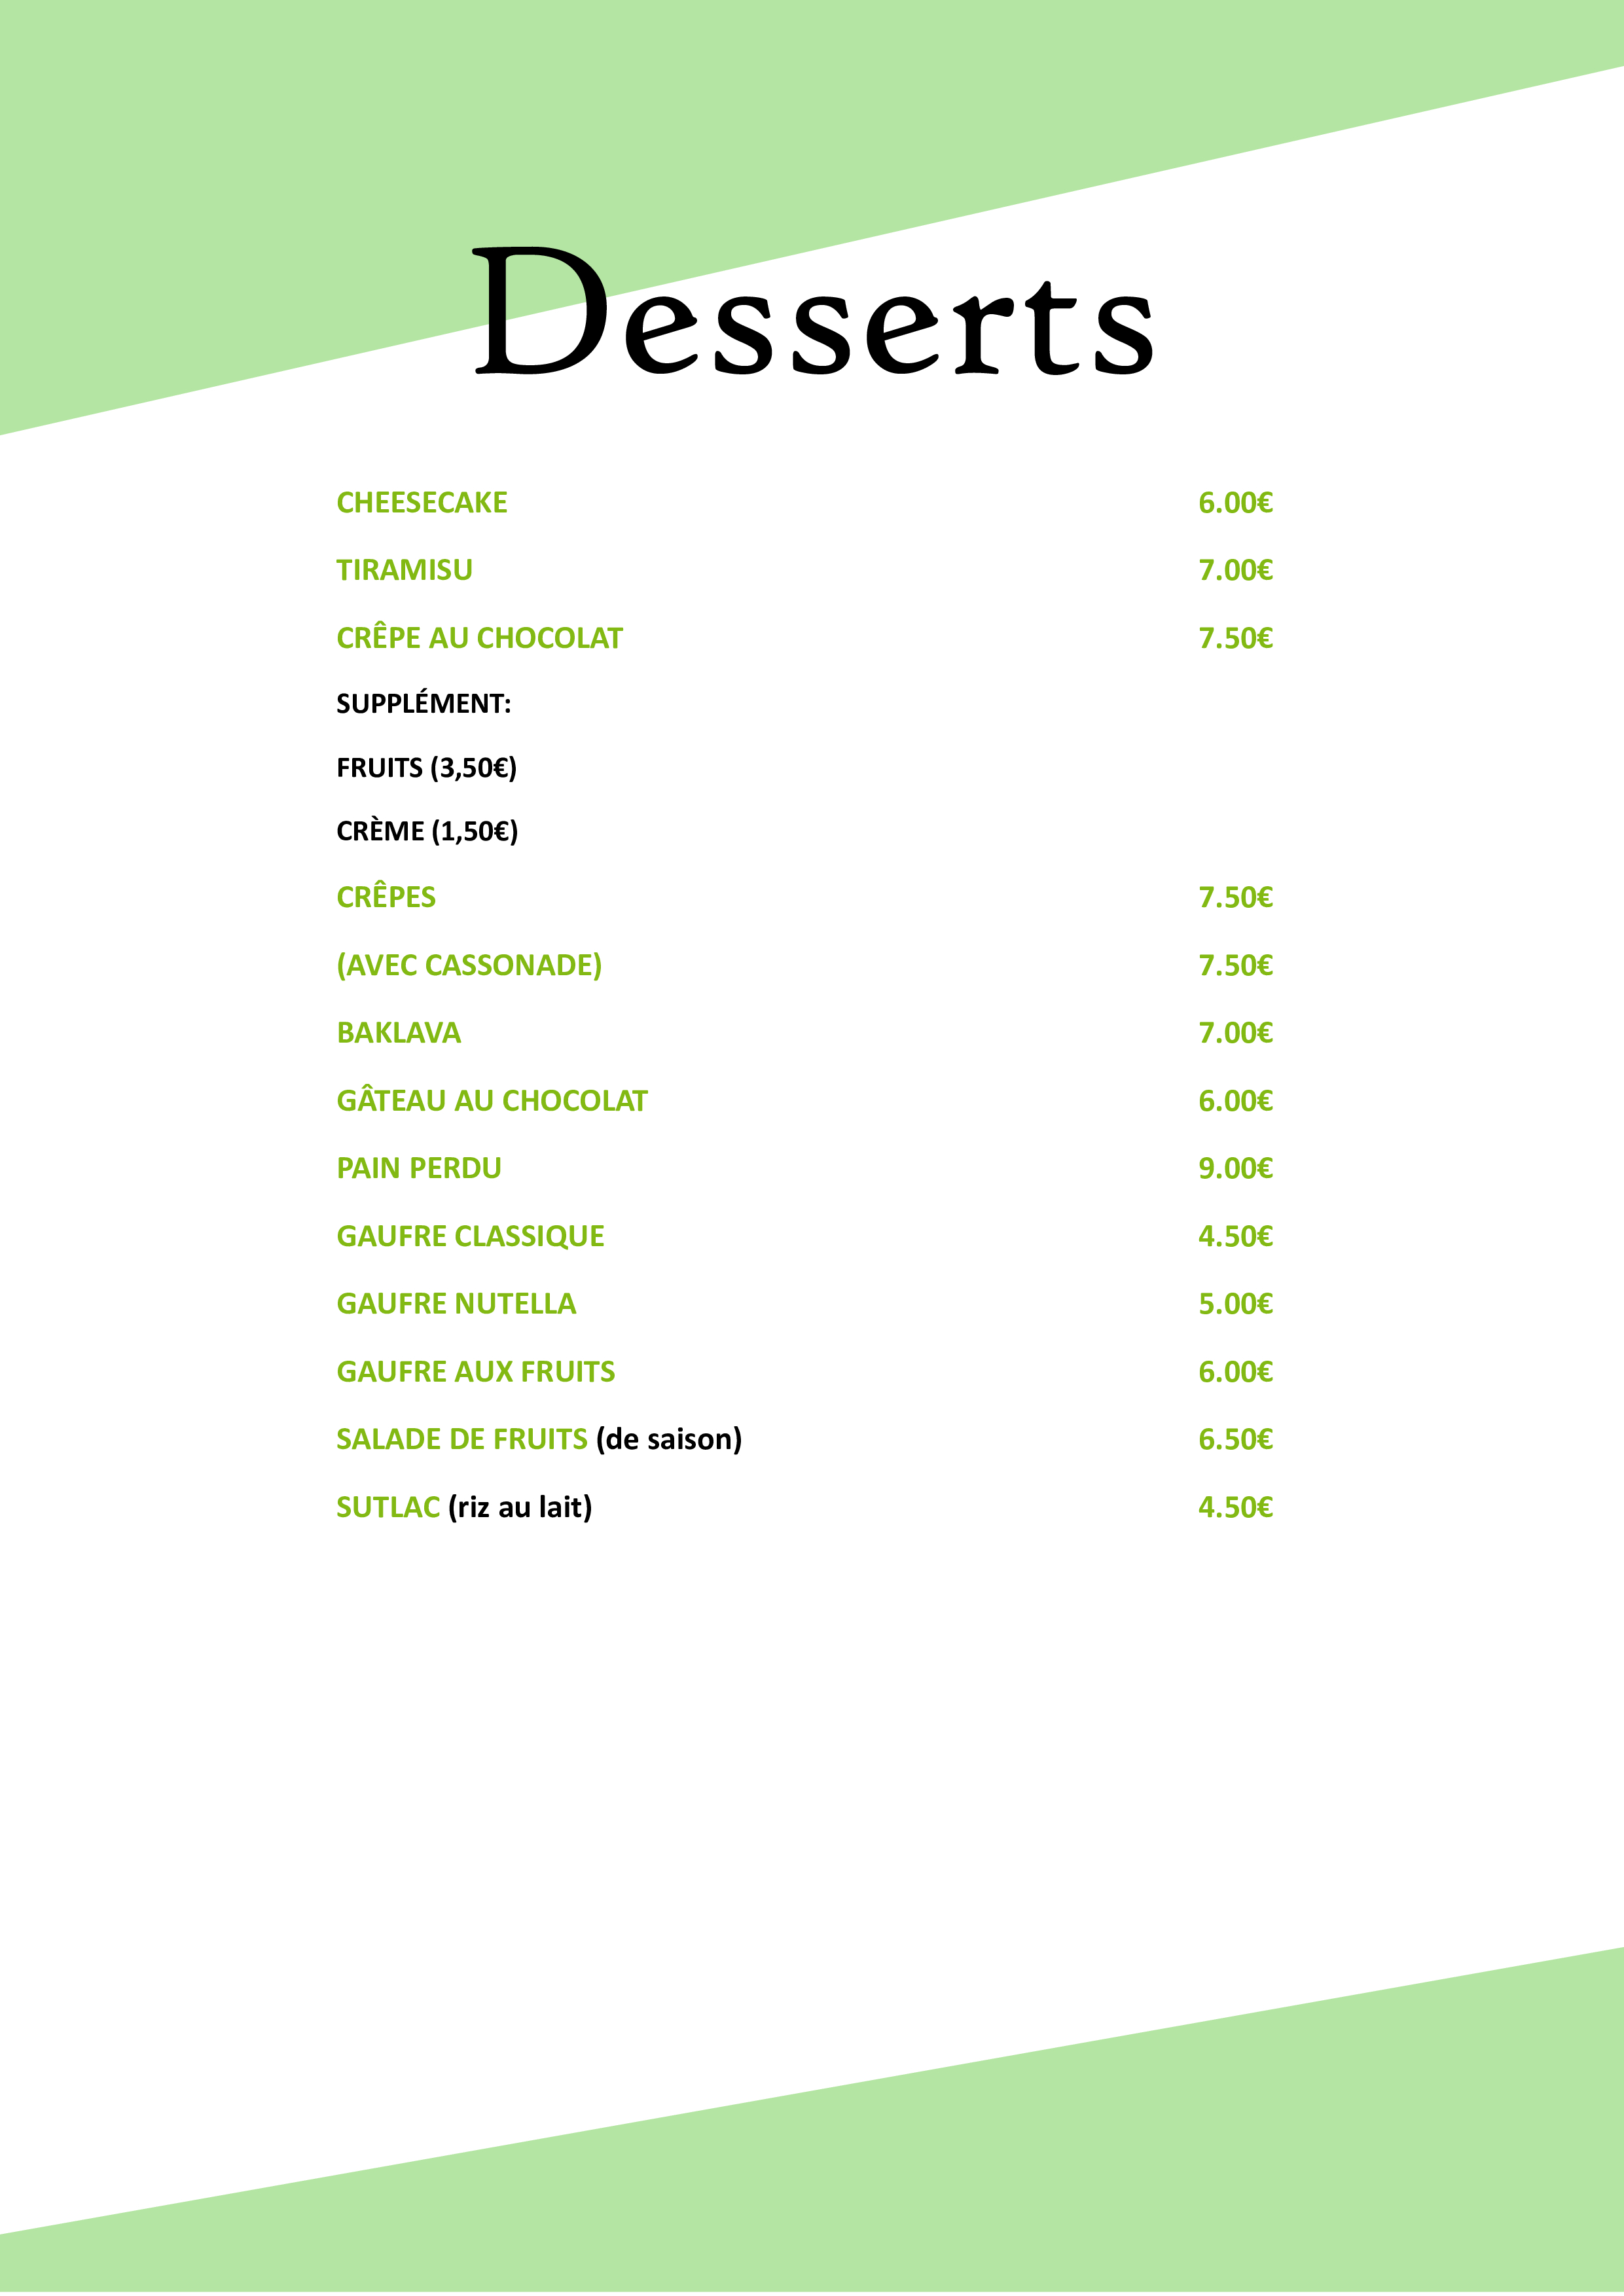 Desserts
CHEESECAKE 6.00€
TIRAMISU 7.00€
CRÊPE AU CHOCOLAT 7.50€
SUPPLÉMENT:
FRUITS (3,50€)
CRÈME (1,50€)
CRÊPES 7.50€
(AVEC CASSONADE) 7.50€
BAKLAVA 7.00€
GÂTEAU AU CHOCOLAT 6.00€
PAIN PERDU 9.00€
GAUFRE CLASSIQUE 4.50€
GAUFRE NUTELLA 5.00€
GAUFRE AUX FRUITS 6.00€
SALADE DE FRUITS (de saison) 6.50€
SUTLAC (riz au lait) 4.50€